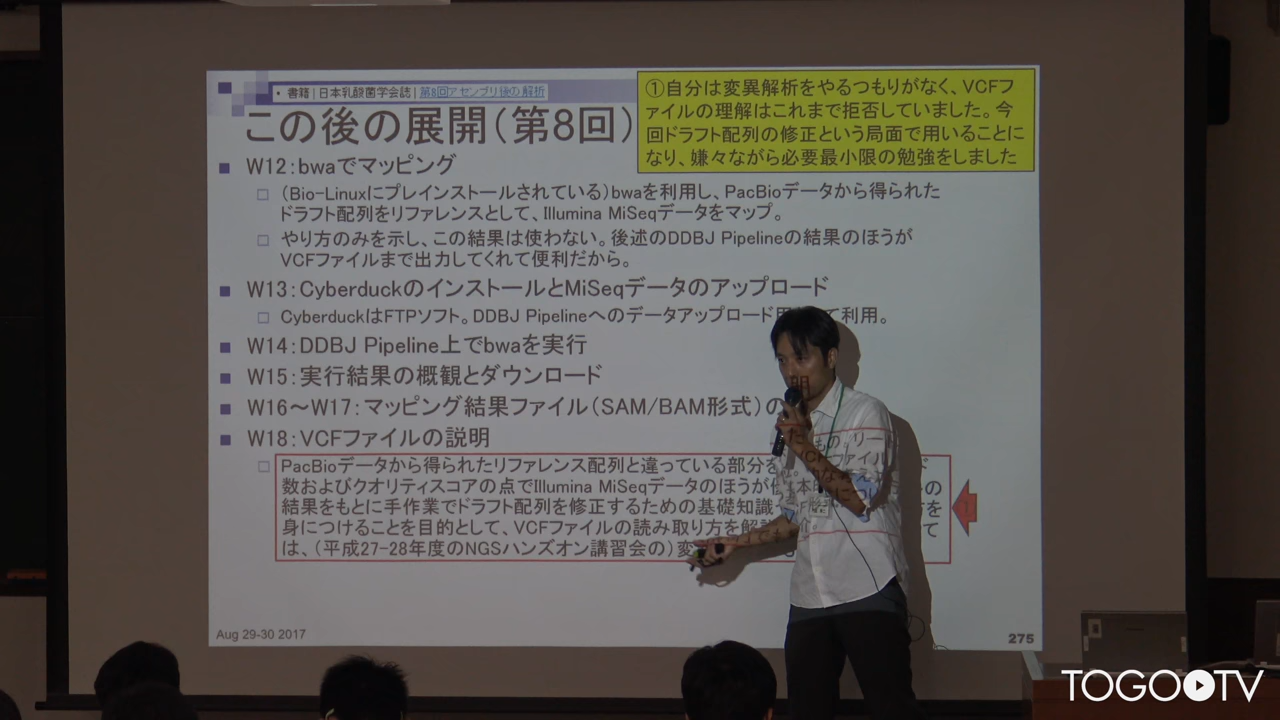 ・ 書籍 | 日本乳酸菌学会誌 | 第8回アセンブリ後の解析
この後の展開(第8回)
①自分は変異解析をやるつもりがなく、VCFフ
ァイルの理解はこれまで拒否していました。今
回ドラフト配列の修正という局面で用いることに
なり、嫌々ながら必要最小限の勉強をしました
W12:bwaでマッピング
(Bio-Linuxにプレインストールされている)bwaを利用し、PacBioデータから得られた
ドラフト配列をリファレンスとして、Illumina MiSeqデータをマップ。
やり方のみを示し、この結果は使わない。後述のDDBJ Pipelineの結果のほうが
VCFファイルまで出力してくれて便利だから。
W13:CyberduckのインストールとMiSeqデータのアップロード
CyberduckはFTPソフト。DDBJ Pipelineへのデータアップロード用 て利用。
W14:DDBJ Pipeline上でbwaを実行
W15:実行結果の概観とダウンロード
W16~W17:マッピング結果ファイル(SAM/BAM形式)の
W18:VCFファイルの説明
PacBioデータから得られたリファレンス配列と違っている部分を
数およびクオリティスコアの点でIllumina MiSeqデータのほうが の
結果をもとに手作業でドラフト配列を修正するための基礎知識 を
身につけることを目的として、VCFファイルの読み取り方を解説 て
は、(平成27-28年度のNGSハンズオン講習会の)変
Aug 29-30 2017
275
TOGOTV